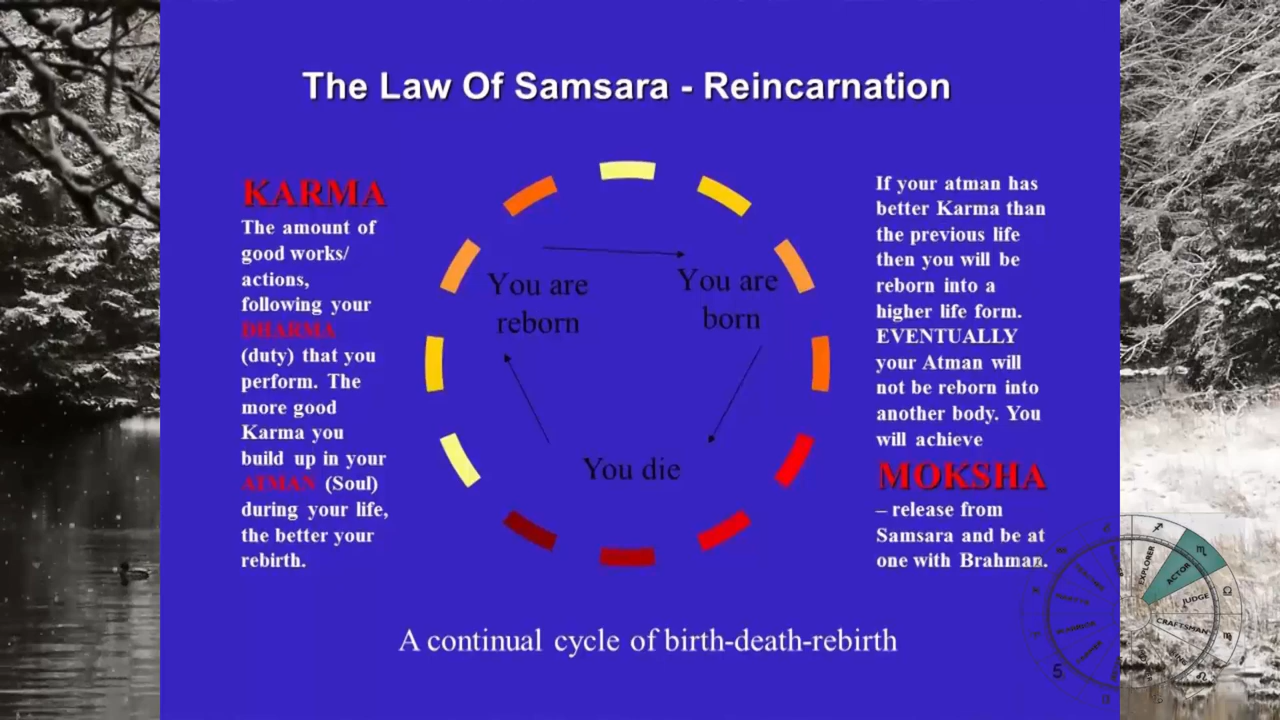 The Law Of Samsara - Reincarnation
KARMA
The amount of
good works/
actions,
following your
DHARMA
(duty) that you
perform. The
more good
Karma you
build up in your
ATMAN (Soul)
during your life,
the better your
rebirth.
You are
reborn
You are
born
You die
If your atman has
better Karma than
the previous life
then you will be
reborn into a
higher life form.
EVENTUALLY
your Atman will
not be reborn into
another body. You
will achieve
MOKSHA
– release from
Samsara and be at
one with Brahman.
A continual cycle of birth-death-rebirth
EXPLORER
ACTOR
JUDGE
CRAFTSMAN
5